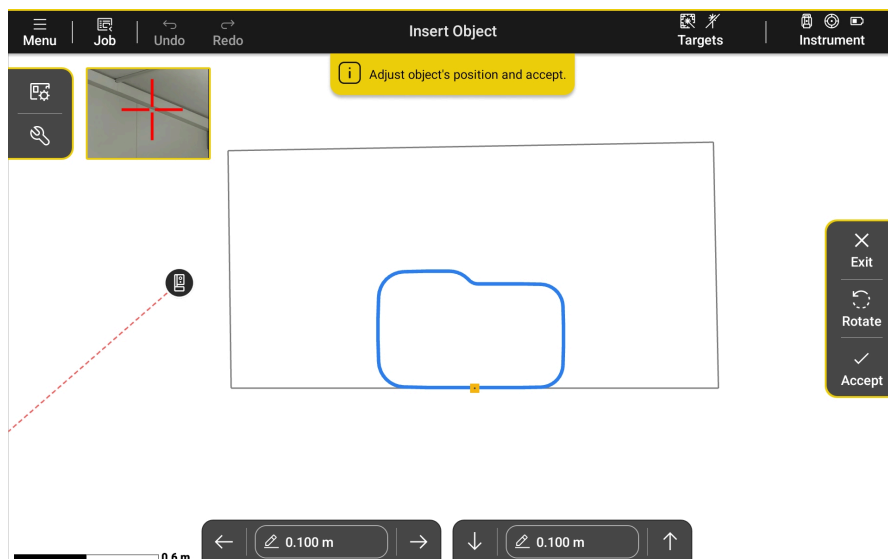 Menu
Job
Undo
Redo
Insert Object
Targets
Instrument
i Adjust object's position and accept.
Exit
Rotate
Accept
0.6 m
0.100 m
0.100 m